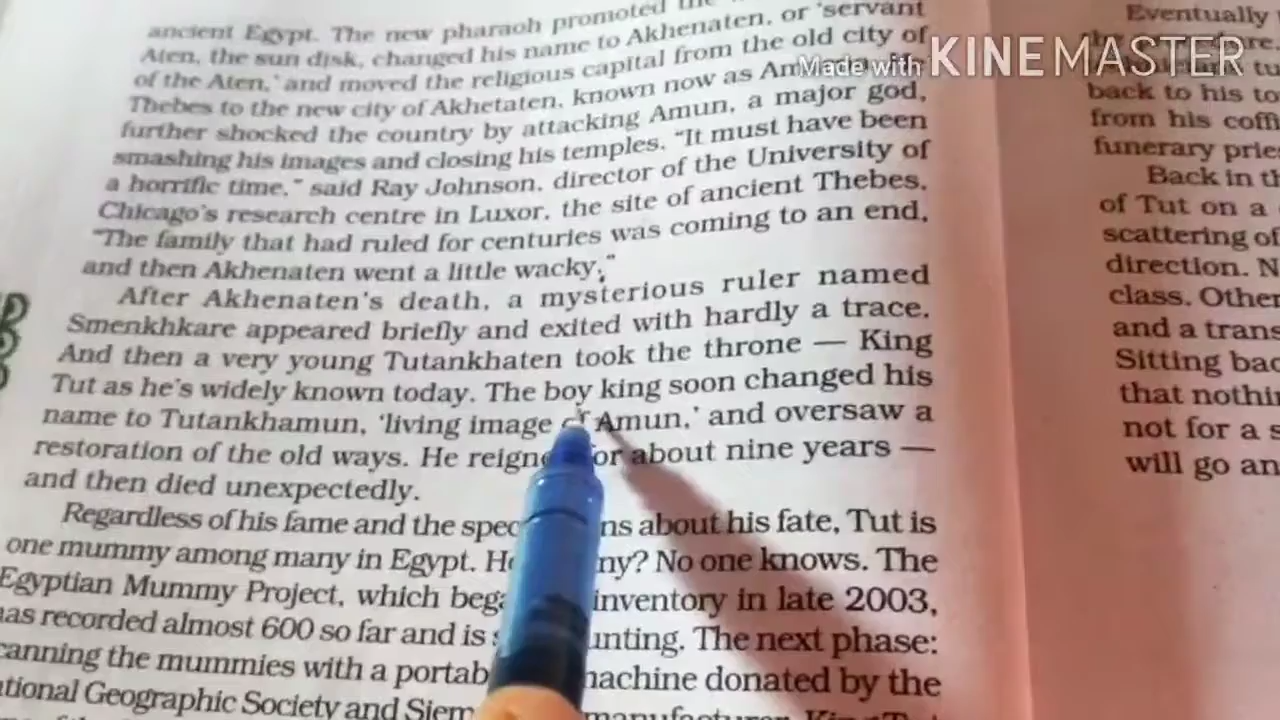 ancient Egypt. The new pharaoh promoted the
Aten, the sun disk, changed his name to Akhenaten, or 'servant
of the Aten,' and moved the religious capital from the old city of
Thebes to the new city of Akhetaten, known now as
further shocked the country by attacking Amun, a major god,
smashing his images and closing his temples. "It must have been
a horrific time," said Ray Johnson, director of the University of
Chicago's research centre in Luxor, the site of ancient Thebes.
"The family that had ruled for centuries was coming to an end,
and then Akhenaten went a little wacky."
After Akhenaten's death, a mysterious ruler named
Smenkhkare appeared briefly and exited with hardly a trace.
And then a very young Tutankhaten took the throne — King
Tut as he's widely known today. The boy king soon changed his
name to Tutankhamun, 'living image of Amun,' and oversaw a
restoration of the old ways. He for about nine years —
and then died unexpectedly.
Regardless of his fame and the about his fate, Tut is
one mummy among many in Egypt. No one knows. The
Egyptian Mummy Project, which inventory in late 2003,
has recorded almost 600 so far and is The next phase:
scanning the mummies with a machine donated by the
Geographic Society and
Made with KINEMASTER
Eventually
back to his
from his
funerary
Back in
of Tut on a
scattering of
direction.
class.
and a
Sitting
that
not for a
will go